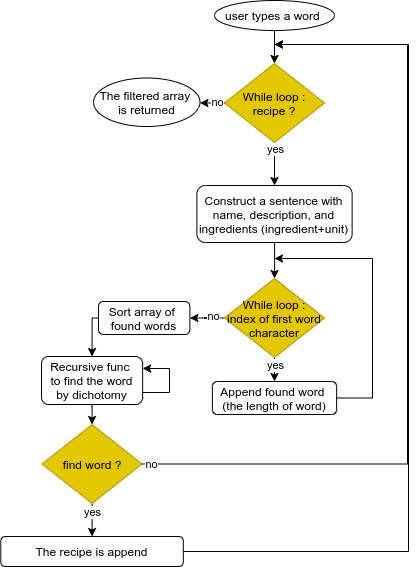 user types a word
While loop :
recipe ?
no
The filtered array
is returned
yes
Construct a sentence with
name, description, and
ingredients (ingredient+unit)
While loop :
index of first word
character
no
Sort array of
found words
yes
Append found word
(the length of word)
Recursive func
to find the word
by dichotomy
find word ?
no
yes
The recipe is append